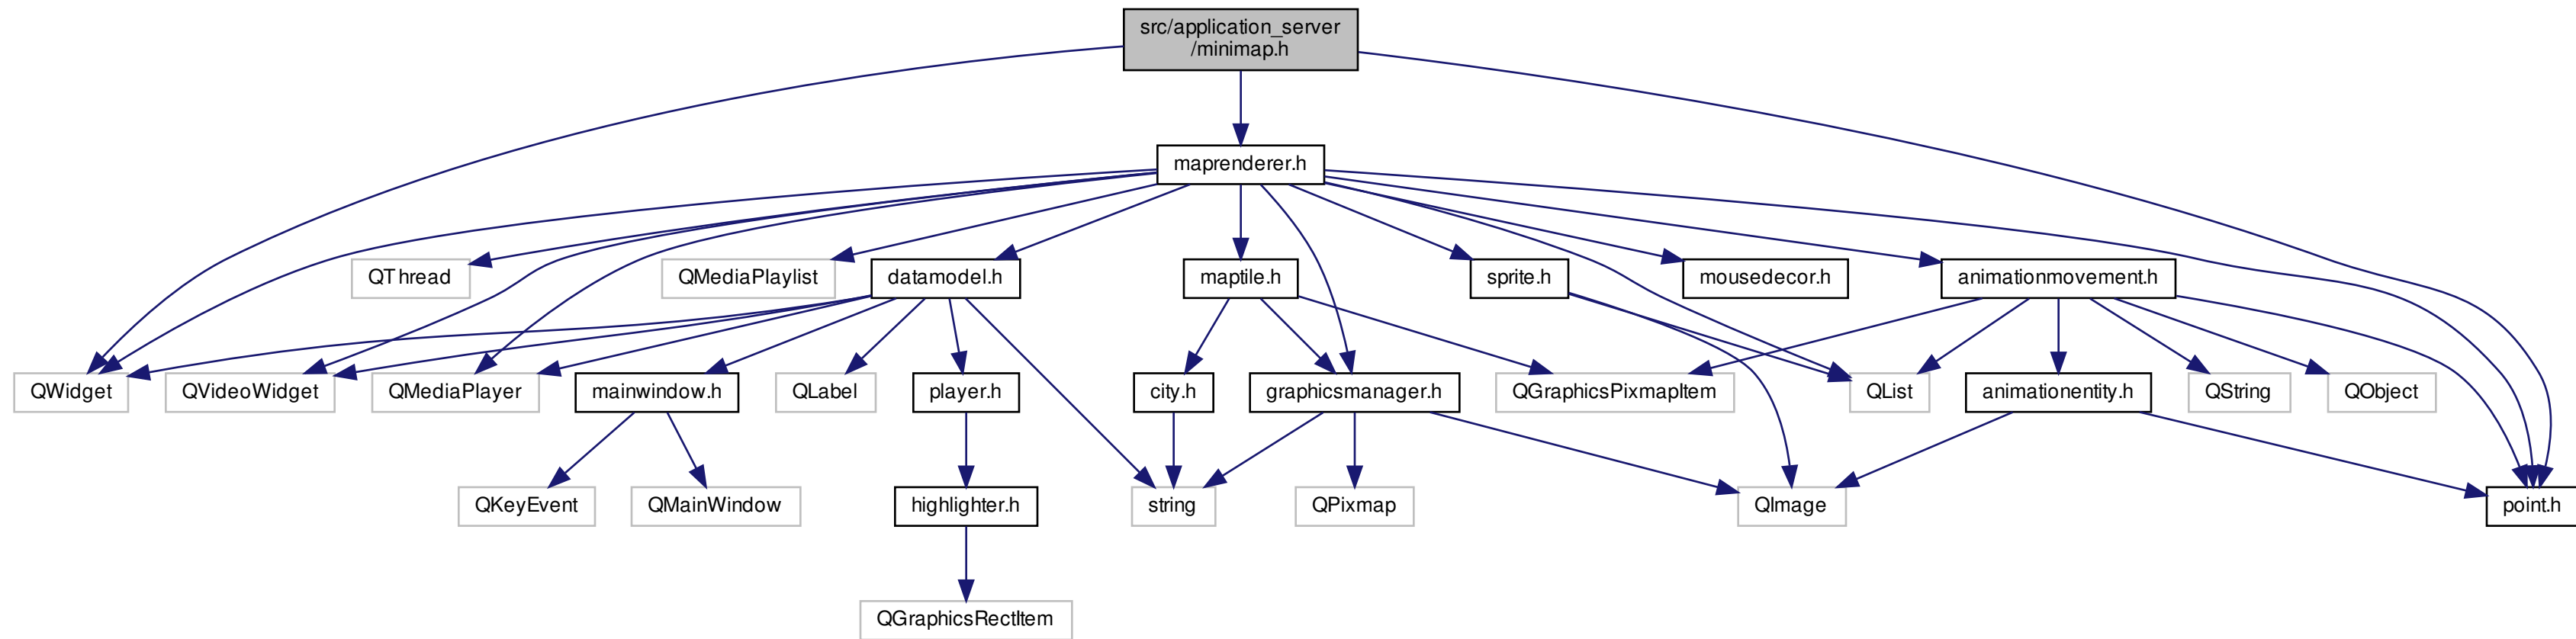 src/application_server
/minimap.h
maprenderer.h
QThread
QMediaPlaylist
datamodel.h
maptile.h
sprite.h
mousedecor.h
animationmovement.h
QWidget
QVideoWidget
QMediaPlayer
mainwindow.h
QLabel
player.h
city.h
graphicsmanager.h
QGraphicsPixmapItem
QList
animationentity.h
QString
QObject
QKeyEvent
QMainWindow
highlighter.h
string
QPixmap
QImage
point.h
QGraphicsRectItem